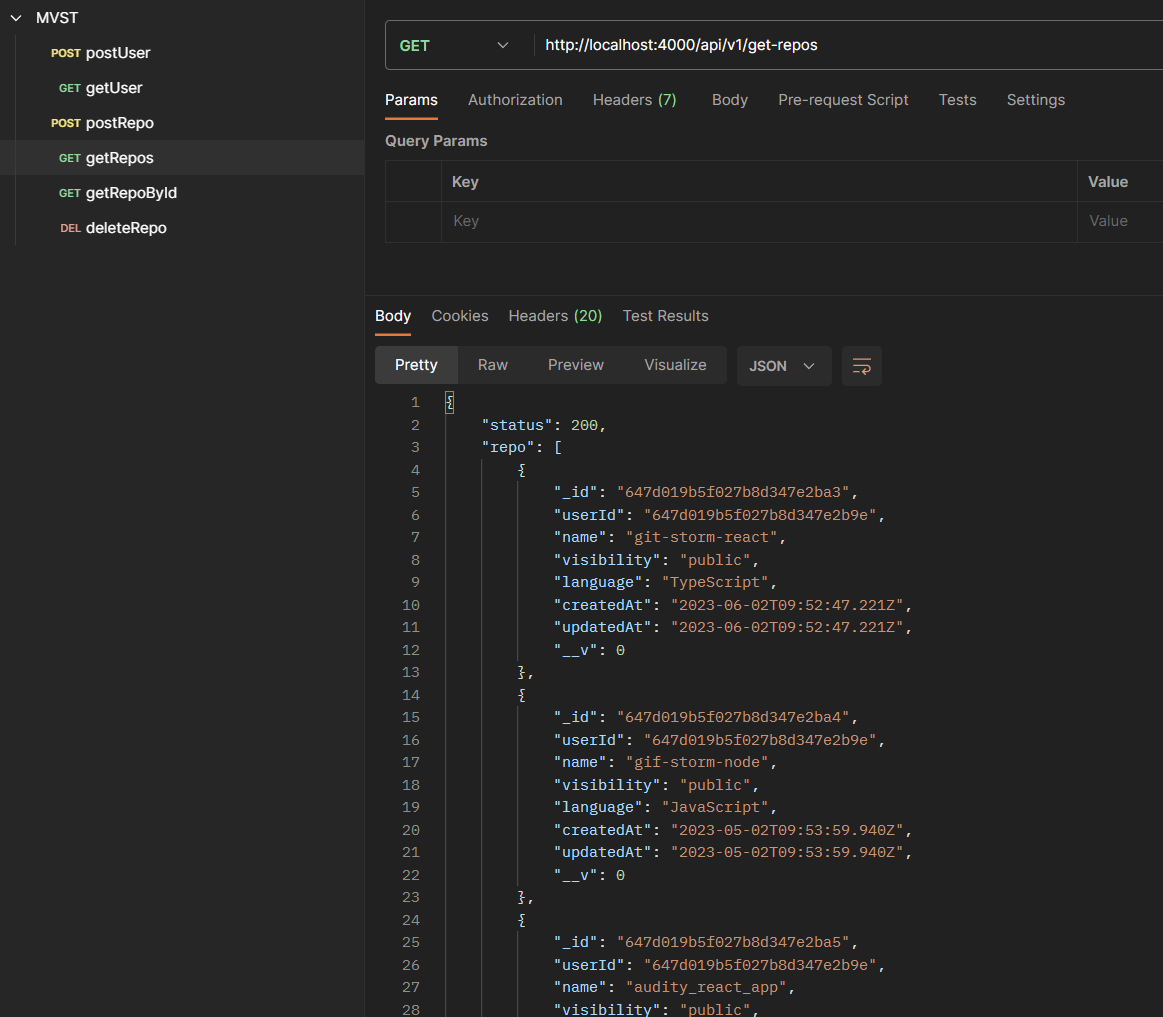 MVST
POST postUser
GET getUser
POST postRepo
GET getRepos
GET getRepoById
DEL deleteRepo
GET http://localhost:4000/api/v1/get-repos
Params Authorization Headers (7) Body Pre-request Script Tests Settings
Query Params
Key Value
Key Value
Body Cookies Headers (20) Test Results
Pretty Raw Preview Visualize JSON
1 {
2 "status": 200,
3 "repo": [
4 {
5 "_id": "647d019b5f027b8d347e2ba3",
6 "userId": "647d019b5f027b8d347e2b9e",
7 "name": "git-storm-react",
8 "visibility": "public",
9 "language": "TypeScript",
10 "createdAt": "2023-06-02T09:52:47.221Z",
11 "updatedAt": "2023-06-02T09:52:47.221Z",
12 "__v": 0
13 },
14 {
15 "_id": "647d019b5f027b8d347e2ba4",
16 "userId": "647d019b5f027b8d347e2b9e",
17 "name": "gif-storm-node",
18 "visibility": "public",
19 "language": "JavaScript",
20 "createdAt": "2023-05-02T09:53:59.940Z",
21 "updatedAt": "2023-05-02T09:53:59.940Z",
22 "__v": 0
23 },
24 {
25 "_id": "647d019b5f027b8d347e2ba5",
26 "userId": "647d019b5f027b8d347e2b9e",
27 "name": "audity_react_app",
28 "visibility": "public",